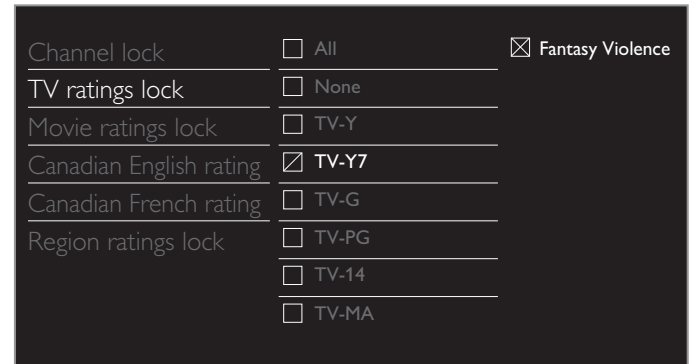 Channel lock
TV ratings lock
Movie ratings lock
Canadian English rating
Canadian French rating
Region ratings lock
All
None
TV-Y
TV-Y7
TV-G
TV-PG
TV-14
TV-MA
Fantasy Violence